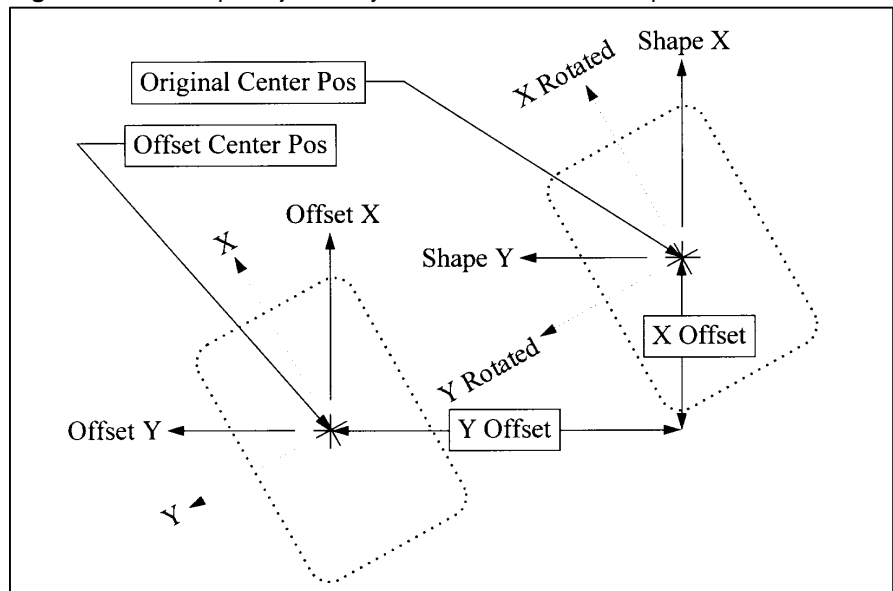 Shape X
X Rotated
Original Center Pos
Offset Center Pos
Offset X
X
Shape Y
X Offset
Y Rotated
Offset Y
Y Offset
Y